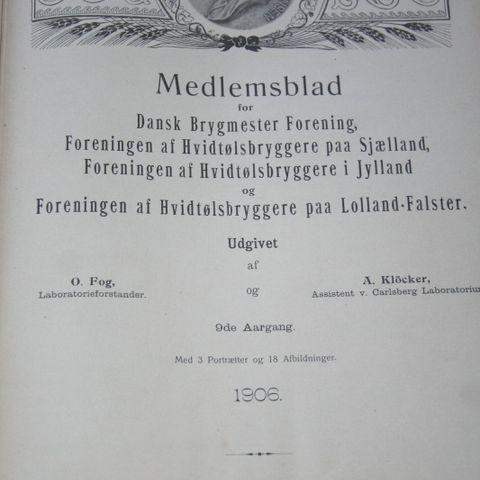 Medlemsblad
for
Dansk Brygmester Forening,
Foreningen af Hvidtølsbryggere paa Sjælland,
Foreningen af Hvidtølsbryggere i Jylland
og
Foreningen af Hvidtølsbryggere paa Lolland-Falster.
Udgivet
af
O. Fog,
Laboratorieforstander.
og
A. Klöcker,
Assistent v. Carlsberg Laboratorium
9de Aargang.
Med 3 Portrætter og 18 Afbildninger.
1906.